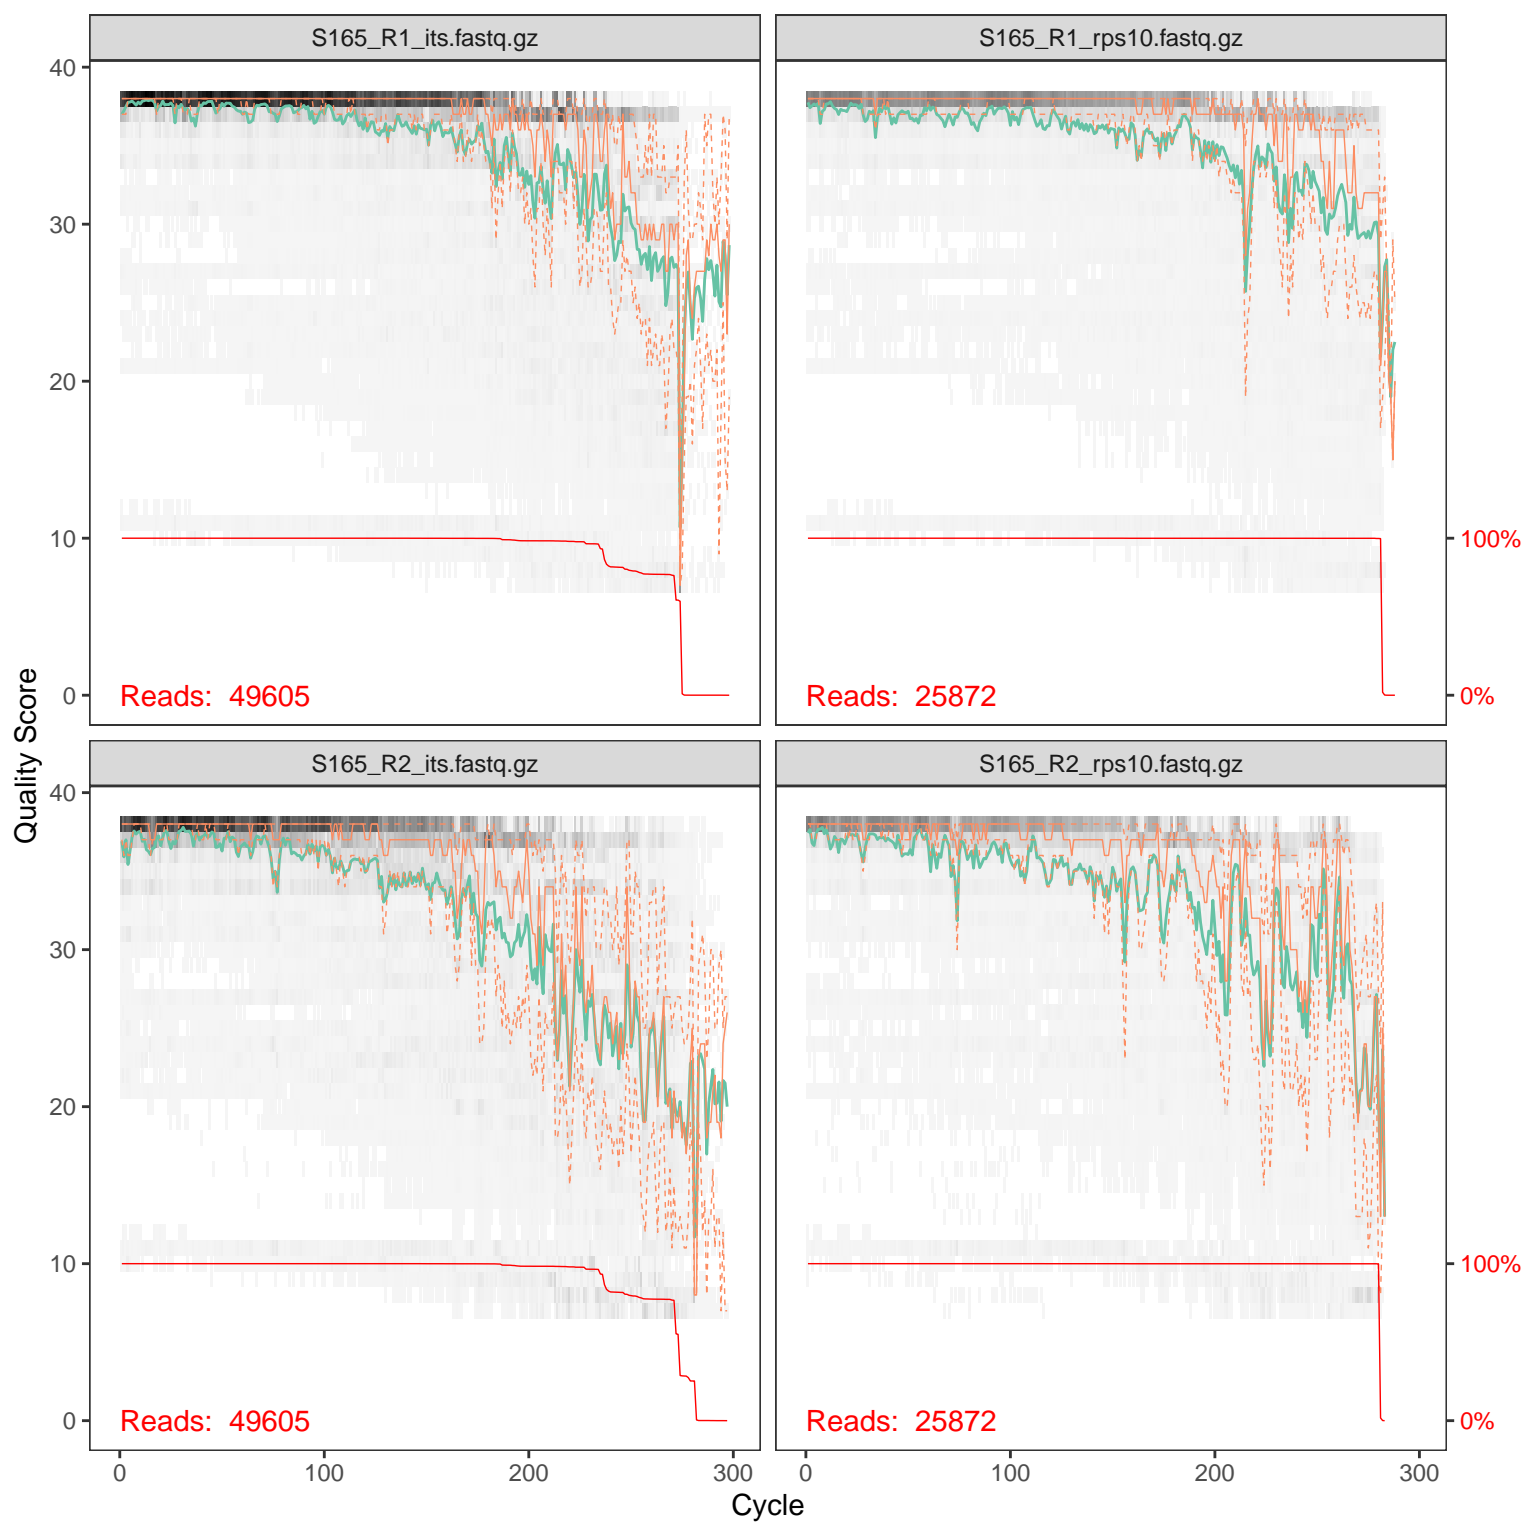 S165_R1_its.fastq.gz
S165_R1_rps10.fastq.gz
40
30
20
10
0
100%
0%
Reads: 49605
Reads: 25872
Quality Score
S165_R2_its.fastq.gz
S165_R2_rps10.fastq.gz
40
30
20
10
0
100%
0%
Reads: 49605
Reads: 25872
0 100 200 300
0 100 200 300
Cycle